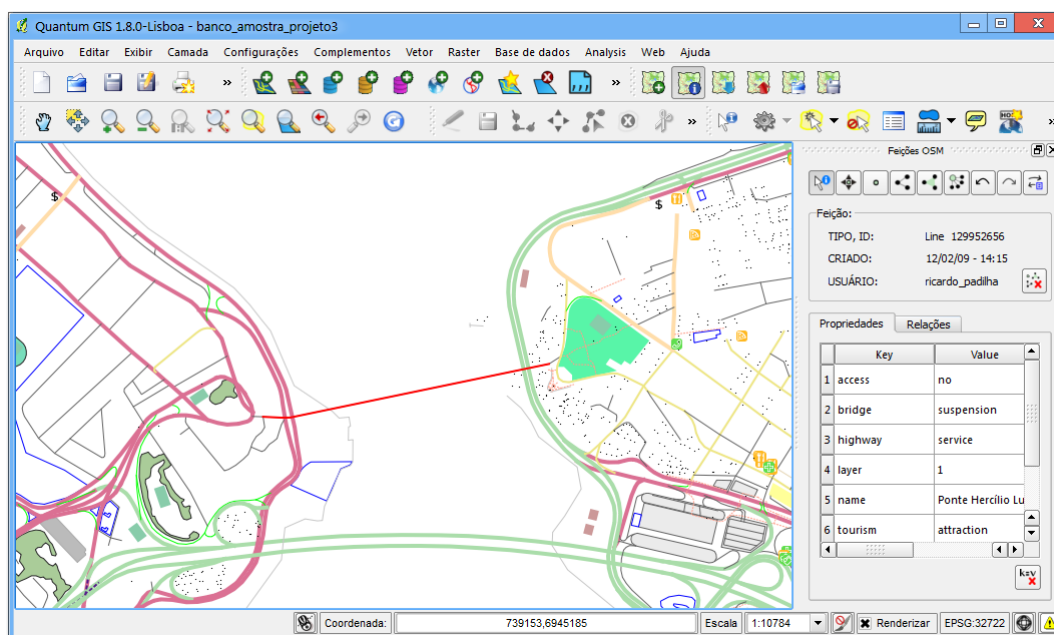 Quantum GIS 1.8.0-Lisboa - banco_amostra_projeto3
Arquivo Editar Exibir Camada Configurações Complementos Vetor Raster Base de dados Analysis Web Ajuda
Feições OSM
Feição:
TIPO, ID: Line 129952656
CRIADO: 12/02/09 - 14:15
USUÁRIO: ricardo_padilha
Propriedades Relações
Key Value
1 access no
2 bridge suspension
3 highway service
4 layer 1
5 name Ponte Hercílio Lu
6 tourism attraction
k=v
$
$
Coordenada: 739153,6945185 Escala 1:10784 Renderizar EPSG:32722